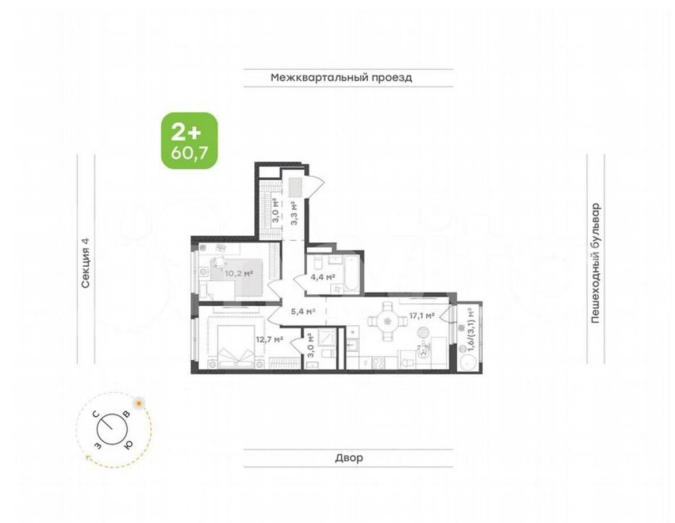 Межквартальный проезд
2+
60,7
3,0 м²
3,3 м²
Секция 4
Пешеходный бульвар
10,2 м²
4,4 м²
5,4 м²
17,1 м²
1,6/(3,1) м²
12,7 м²
3,0 м²
С
В
З
Ю
Двор